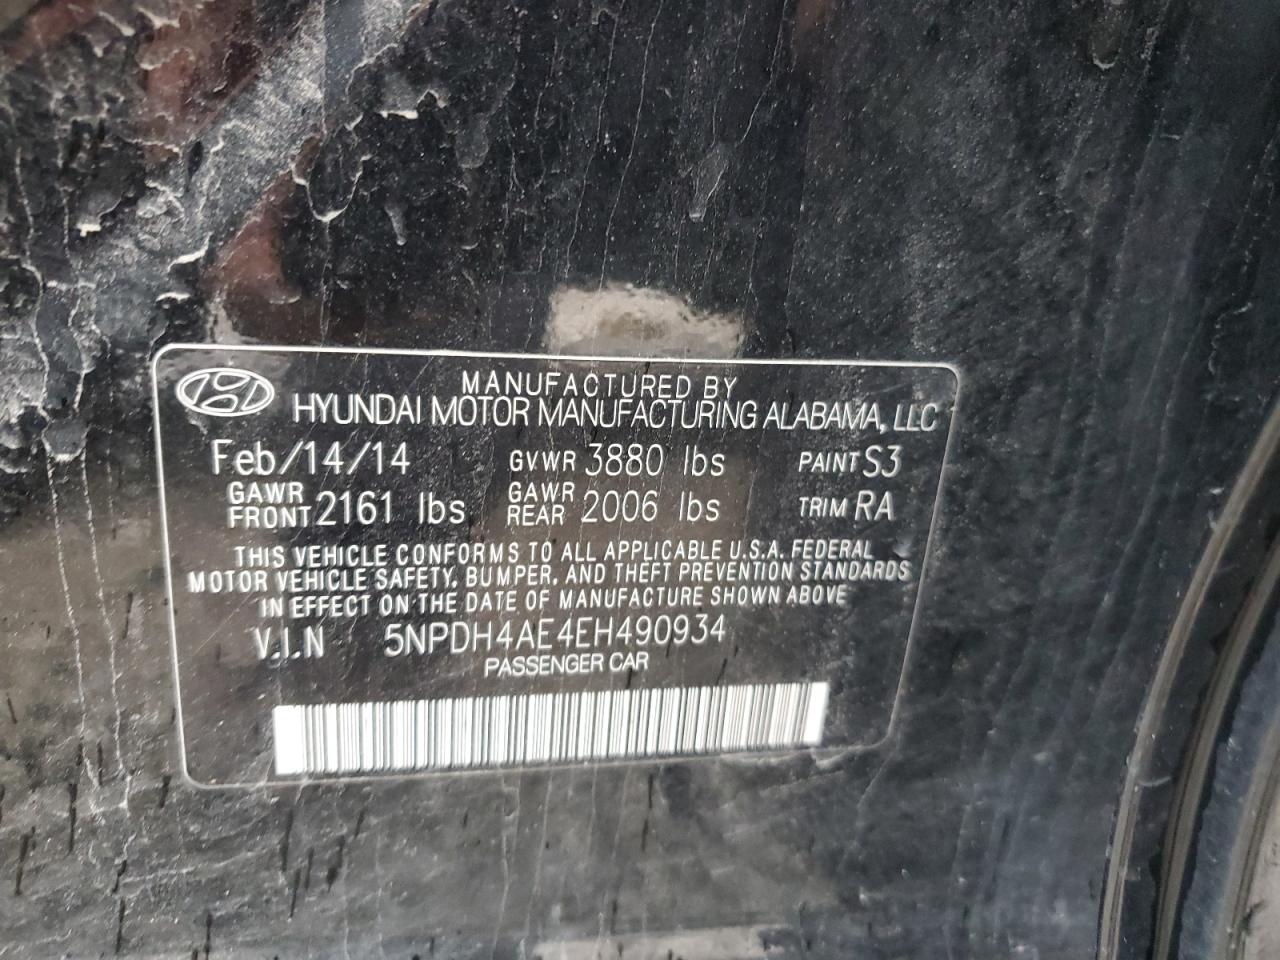 MANUFACTURED BY
HYUNDAI MOTOR MANUFACTURING ALABAMA, LLC
Feb/14/14 GVWR 3880 lbs PAINT S3
GAWR FRONT 2161 lbs GAWR REAR 2006 lbs TRIM RA
THIS VEHICLE CONFORMS TO ALL APPLICABLE U.S.A. FEDERAL
MOTOR VEHICLE SAFETY, BUMPER, AND THEFT PREVENTION STANDARDS
IN EFFECT ON THE DATE OF MANUFACTURE SHOWN ABOVE
V.I.N 5NPDH4AE4EH490934
PASSENGER CAR